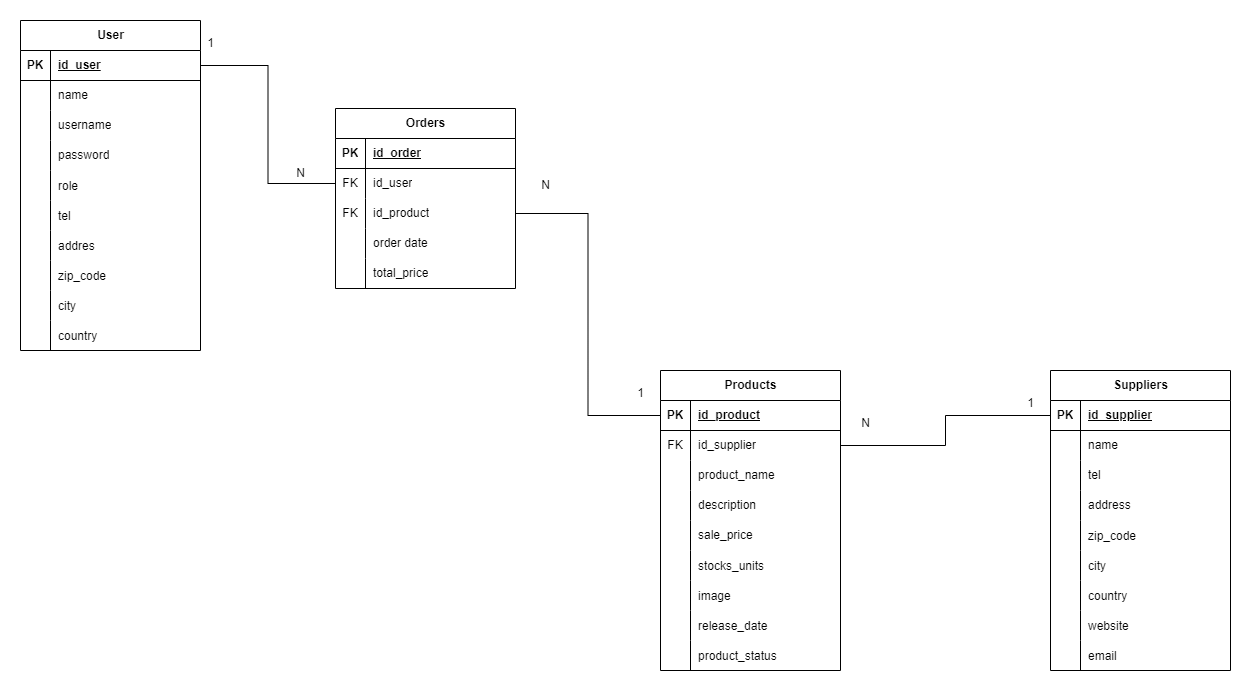 User
1
PK id_user
name
username
password
role
tel
addres
zip_code
city
country
N
Orders
PK id_order
FK id_user
FK id_product
order date
total_price
N
1
Products
PK id_product
FK id_supplier
product_name
description
sale_price
stocks_units
image
release_date
product_status
N
1
Suppliers
PK id_supplier
name
tel
address
zip_code
city
country
website
email